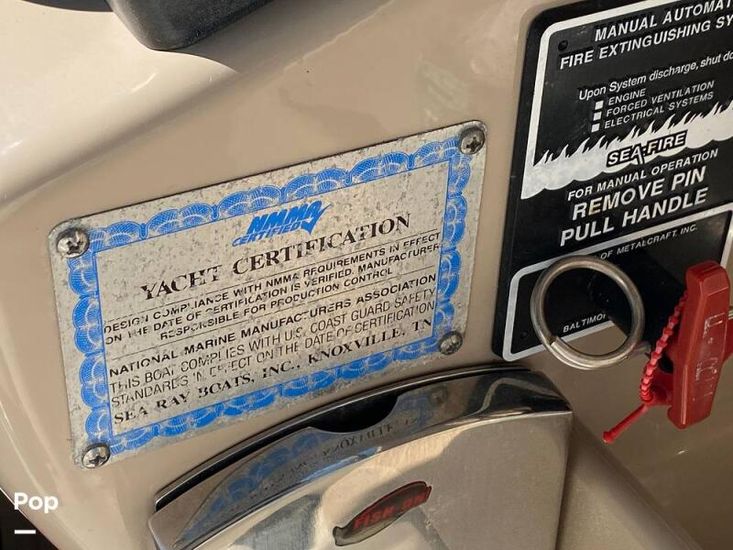 NMMA
CERTIFIED
YACHT CERTIFICATION
DESIGN COMPLIANCE WITH NMMA REQUIREMENTS IN EFFECT
ON THE DATE OF CERTIFICATION IS VERIFIED. MANUFACTURER
RESPONSIBLE FOR PRODUCTION CONTROL
NATIONAL MARINE MANUFACTURERS ASSOCIATION
THIS BOAT COMPLIES WITH U.S. COAST GUARD SAFETY
STANDARDS IN EFFECT ON THE DATE OF CERTIFICATION
SEA RAY BOATS, INC., KNOXVILLE, TN
MANUAL AUTOMAT
FIRE EXTINGUISHING SY
Upon System discharge, shut do
ENGINE
FORCED VENTILATION
ELECTRICAL SYSTEMS
SEA-FIRE
FOR MANUAL OPERATION
REMOVE PIN
PULL HANDLE
OF METALCRAFT, INC.
BALTIMO
FISH ON
Pop